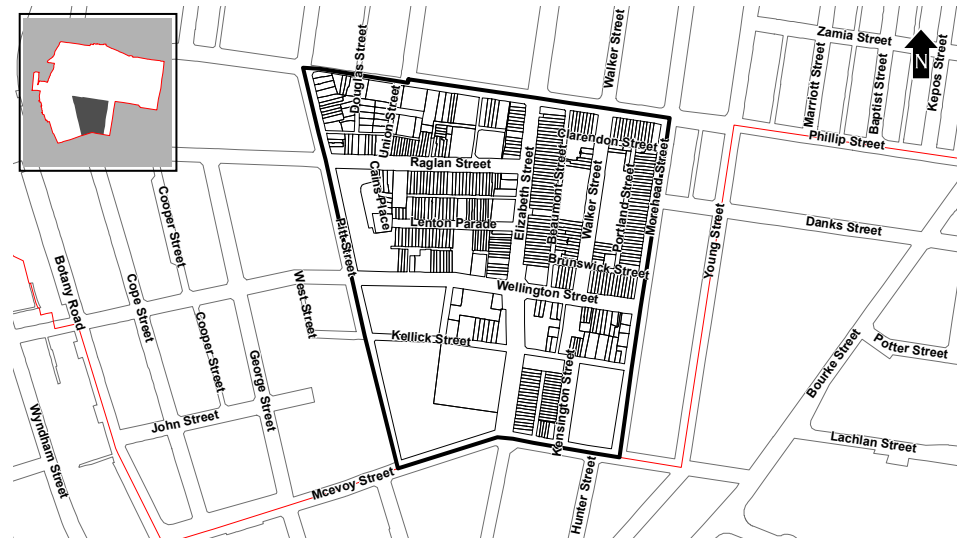 Zamia Street
N
Kepos Street
Baptist Street
Marriott Street
Phillip Street
Walker Street
Douglas Street
Union Street
Clarendon Street
Raglan Street
Cains Place
Elizabeth Street
Beaumont Street
Walker Street
Portland Street
Morehead Street
Lenton Parade
Danks Street
Cooper Street
Pitt Street
Young Street
Brunswick Street
Wellington Street
Botany Road
Cope Street
West Street
Kellick Street
Cooper Street
George Street
Kensington Street
Potter Street
Bourke Street
John Street
Wyndham Street
Lachlan Street
Mcevoy Street
Hunter Street